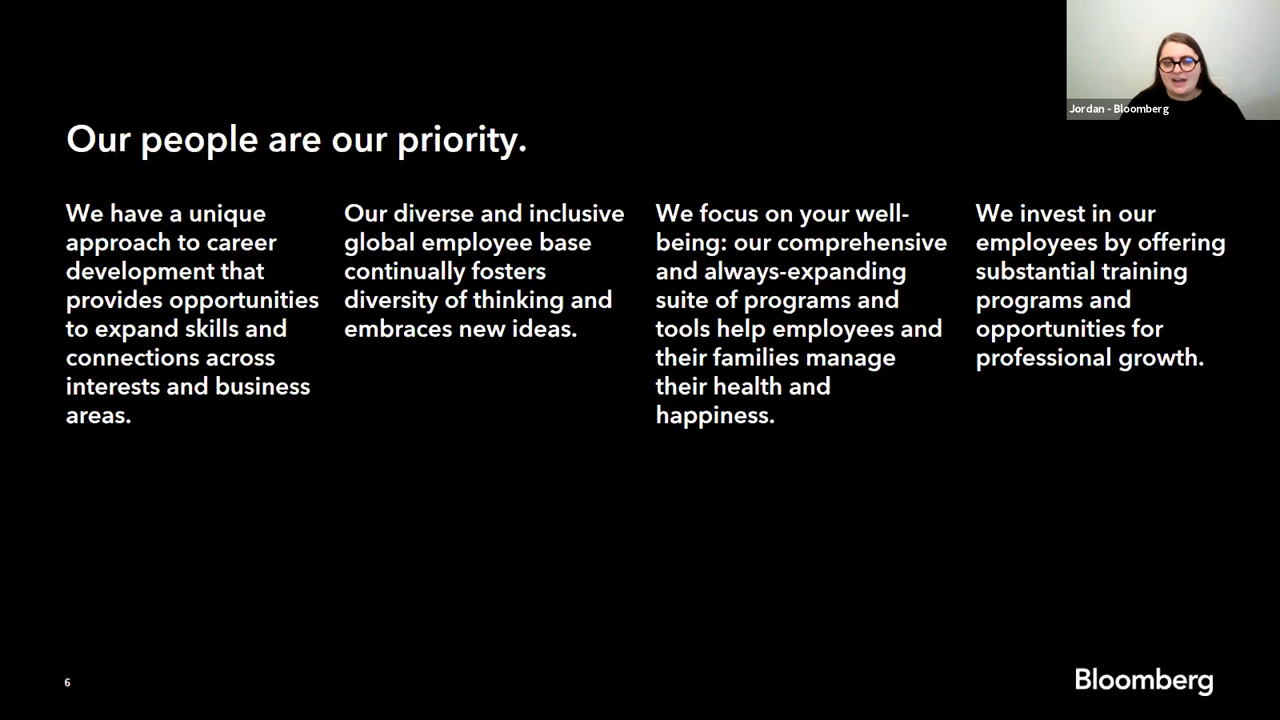 Jordan - Bloomberg
Our people are our priority.
We have a unique
approach to career
development that
provides opportunities
to expand skills and
connections across
interests and business
areas.
Our diverse and inclusive
global employee base
continually fosters
diversity of thinking and
embraces new ideas.
We focus on your well-
being: our comprehensive
and always-expanding
suite of programs and
tools help employees and
their families manage
their health and
happiness.
We invest in our
employees by offering
substantial training
programs and
opportunities for
professional growth.
6
Bloomberg